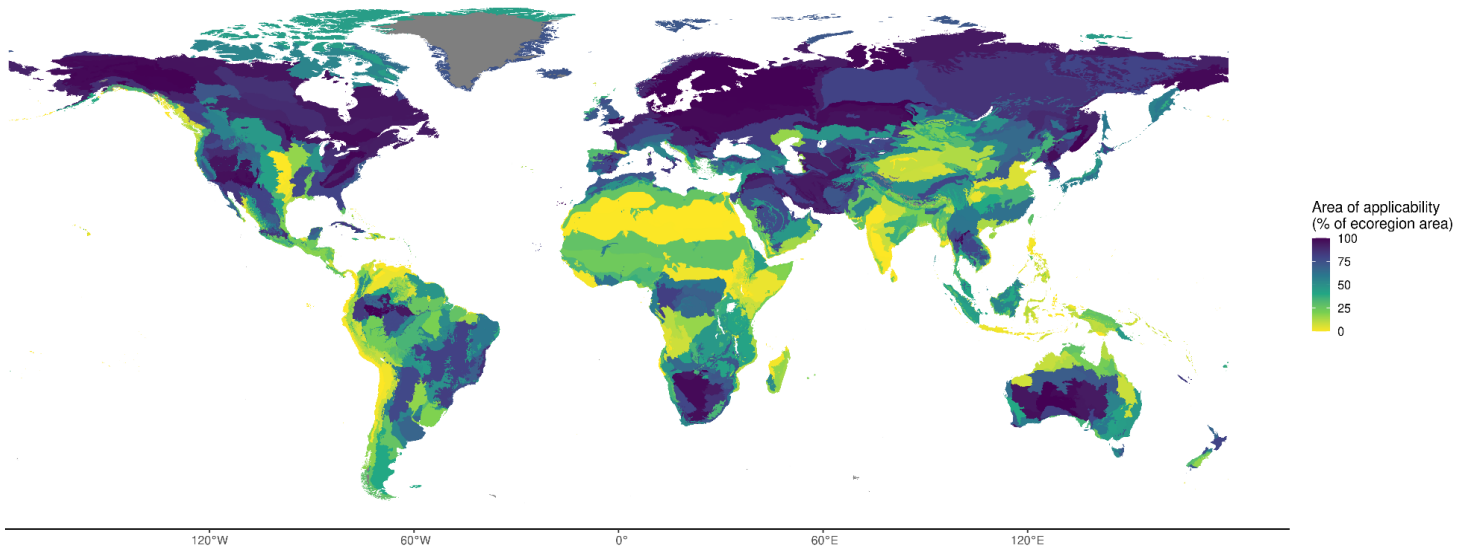 Area of applicability
(% of ecoregion area)
100
75
50
25
0
120°W
60°W
0°
60°E
120°E